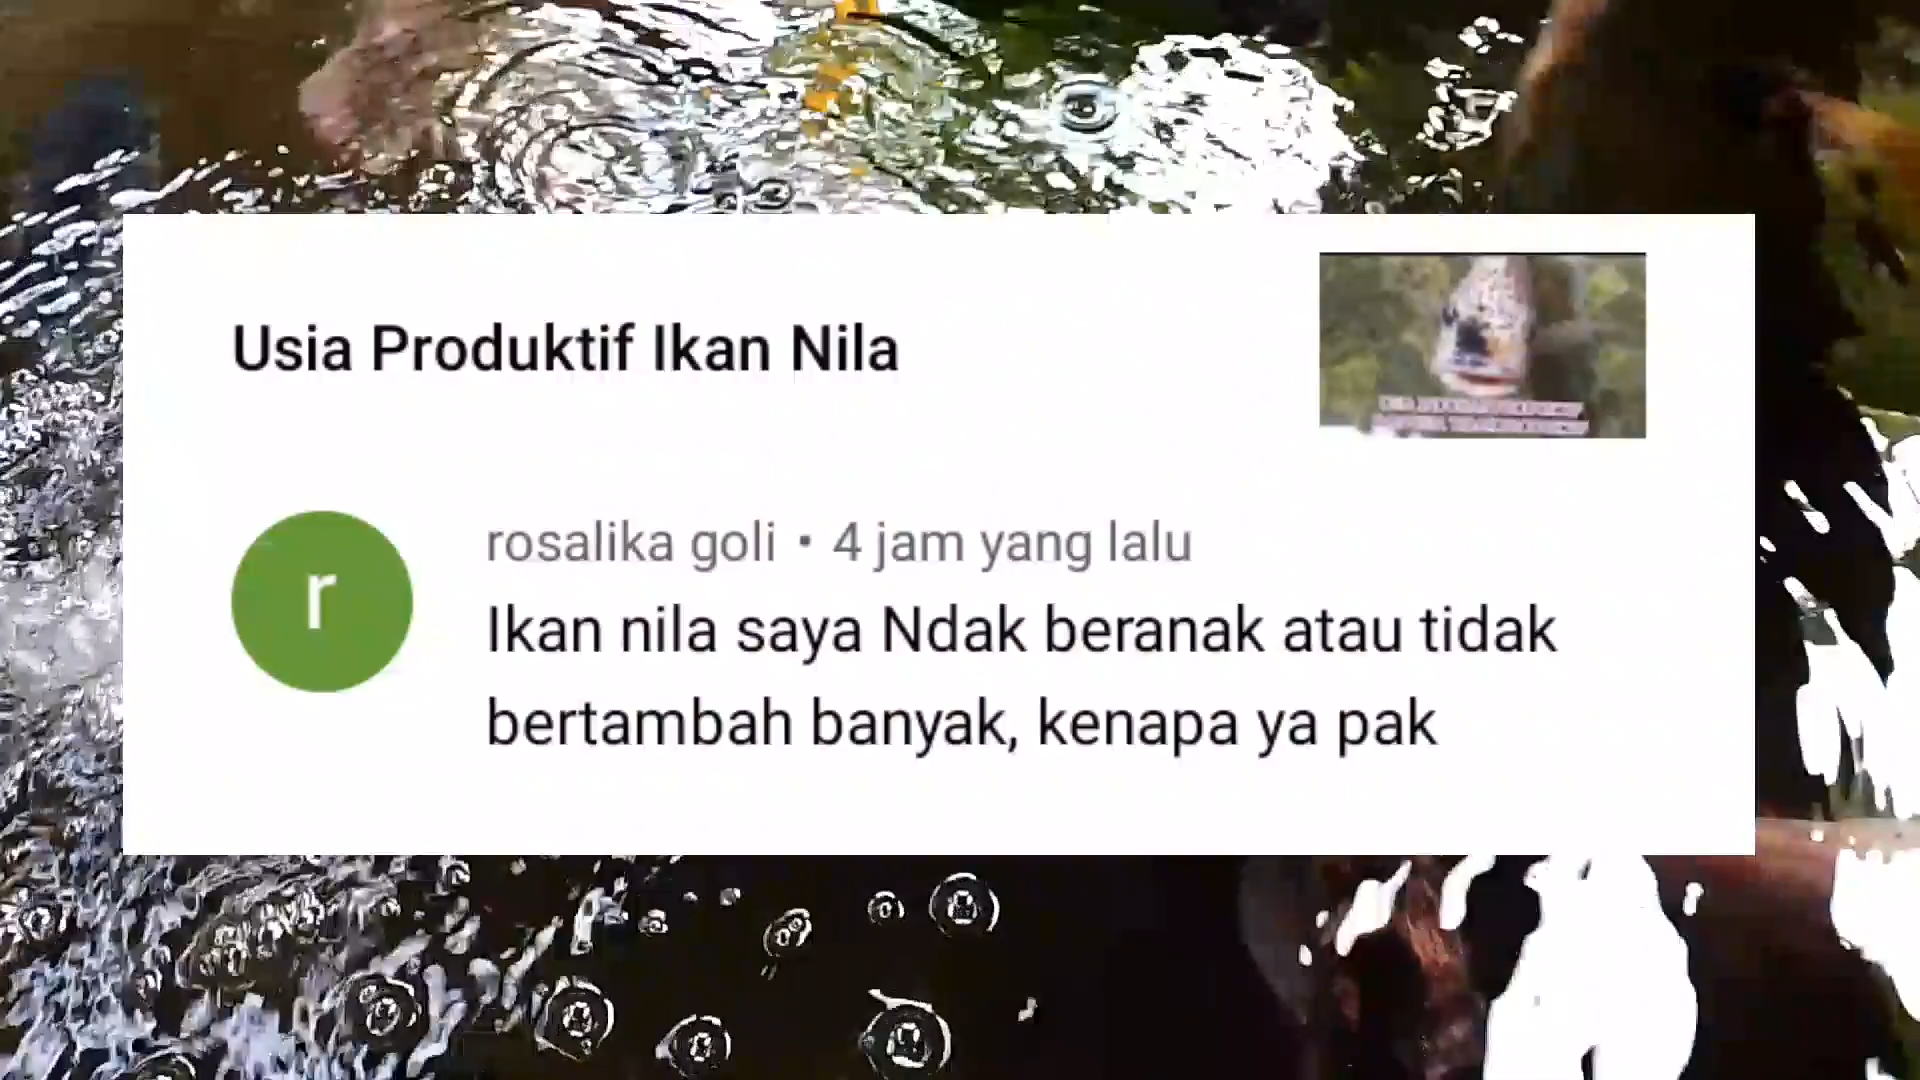 Usia Produktif Ikan Nila
r
rosalika goli • 4 jam yang lalu
Ikan nila saya Ndak beranak atau tidak
bertambah banyak, kenapa ya pak